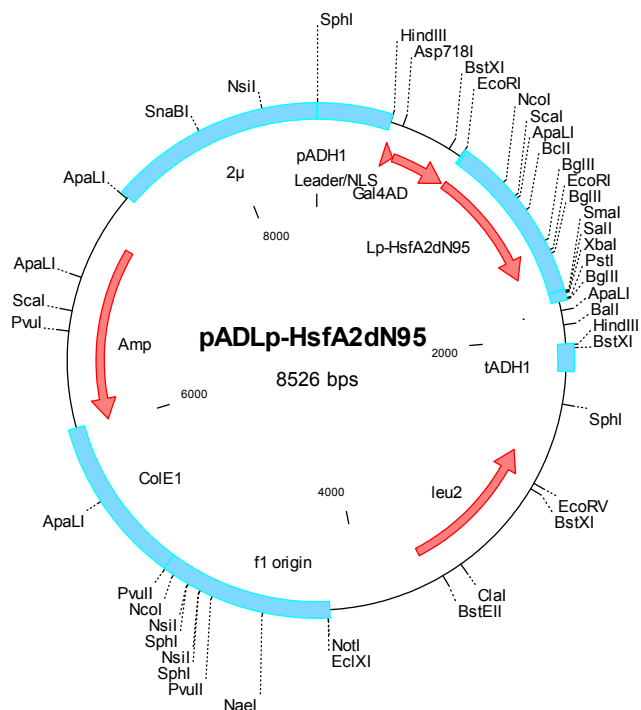 SphI
HindIII
Asp718I
BstXI
EcoRI
NcoI
ScaI
ApaLI
BclI
BglII
EcoRI
BglII
SmaI
SalI
XbaI
PstI
BglII
ApaLI
BalI
HindIII
BstXI
SphI
EcoRV
BstXI
ClaI
BstEII
NotI
EclXI
NaeI
PvuII
SphI
NsiI
SphI
NsiI
NcoI
PvuII
ApaLI
PvuI
ScaI
ApaLI
ApaLI
SnaBI
NsiI
pADH1
Leader/NLS
Gal4AD
2µ
8000
Lp-HsfA2dN95
pADLp-HsfA2dN95
8526 bps
2000
tADH1
Amp
6000
ColE1
4000
leu2
f1 origin